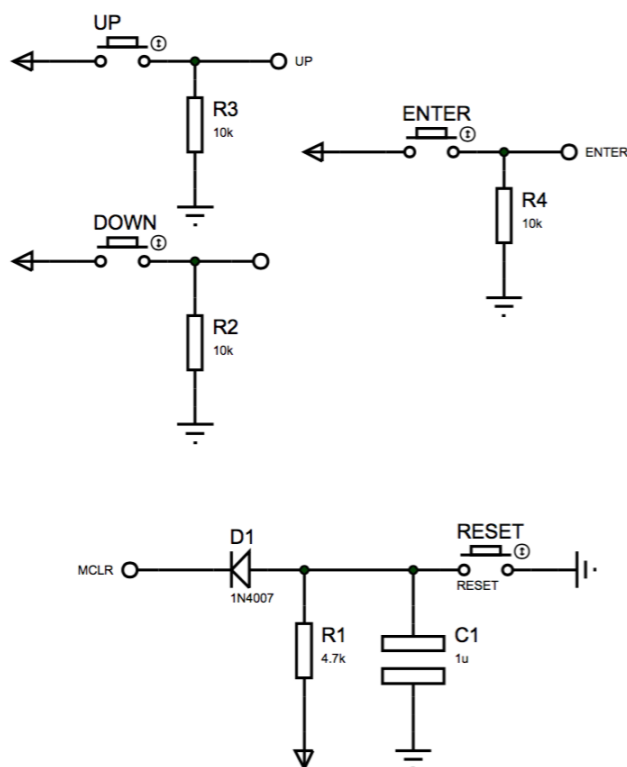 UP
UP
R3
10k
ENTER
ENTER
R4
10k
DOWN
R2
10k
D1
MCLR
1N4007
RESET
RESET
R1
4.7k
C1
1u